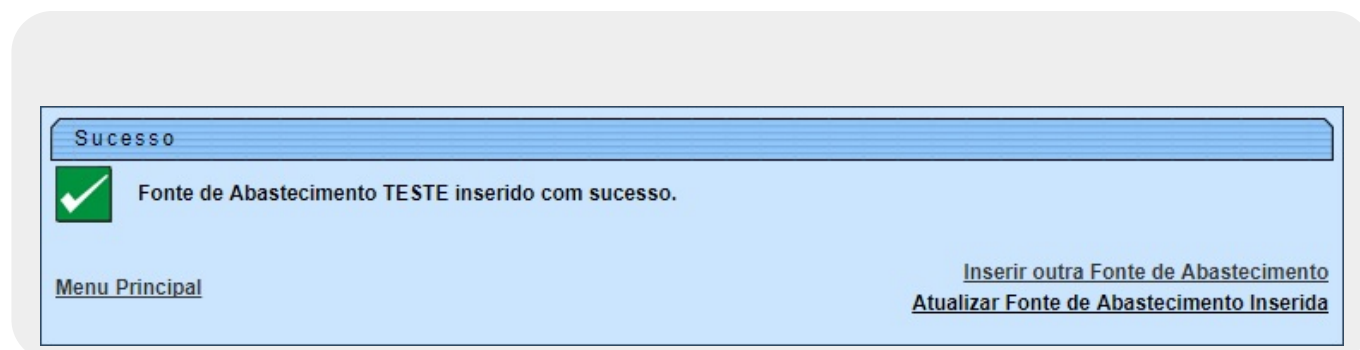 Sucesso
Fonte de Abastecimento TESTE inserido com sucesso.
Menu Principal
Inserir outra Fonte de Abastecimento
Atualizar Fonte de Abastecimento Inserida